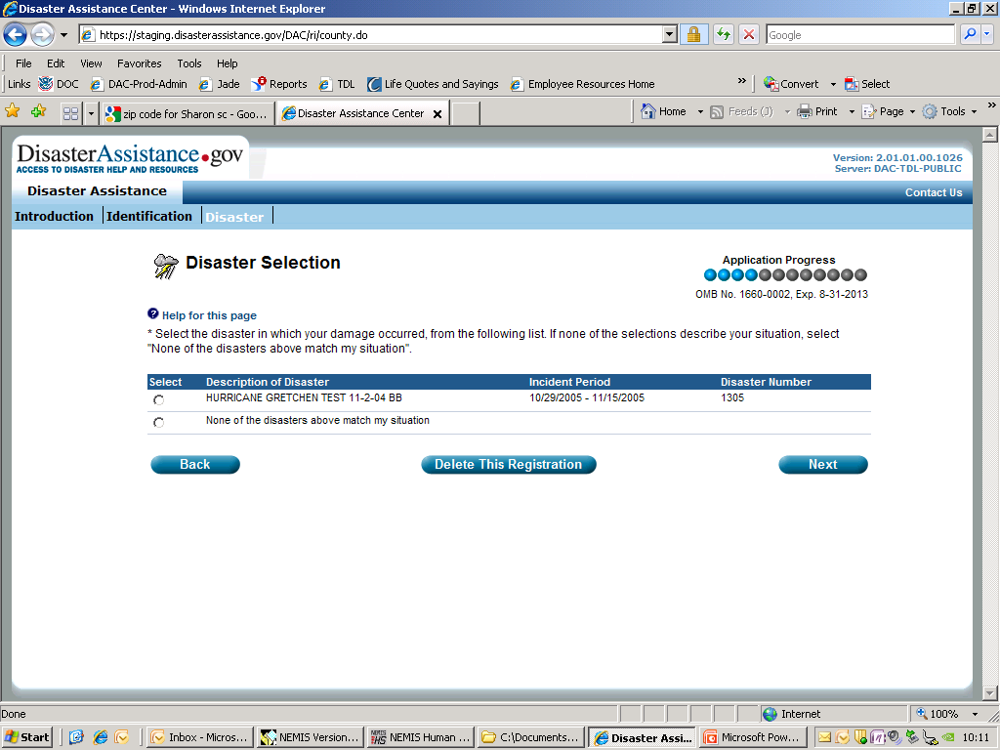 Disaster Assistance Center - Windows Internet Explorer
https://staging.disasterassistance.gov/DAC/ri/county.do
Google
File Edit View Favorites Tools Help
Links DOC DAC-Prod-Admin Jade Reports TDL Life Quotes and Sayings Employee Resources Home » Convert Select
zip code for Sharon sc - Goo... Disaster Assistance Center Home Feeds (J) Print Page Tools »
DisasterAssistance.gov
ACCESS TO DISASTER HELP AND RESOURCES
Version: 2.01.01.00.1026
Server: DAC-TDL-PUBLIC
Disaster Assistance Contact Us
Introduction Identification Disaster
Disaster Selection
Application Progress
OMB No. 1660-0002, Exp. 8-31-2013
? Help for this page
* Select the disaster in which your damage occurred, from the following list. If none of the selections describe your situation, select
"None of the disasters above match my situation".
Select Description of Disaster Incident Period Disaster Number
HURRICANE GRETCHEN TEST 11-2-04 BB 10/29/2005 - 11/15/2005 1305
None of the disasters above match my situation
Back Delete This Registration Next
Done Internet 100%
Start Inbox - Micros... NEMIS Version... NEMIS Human ... C:\Documents... Disaster Assi... Microsoft Pow... 10:11